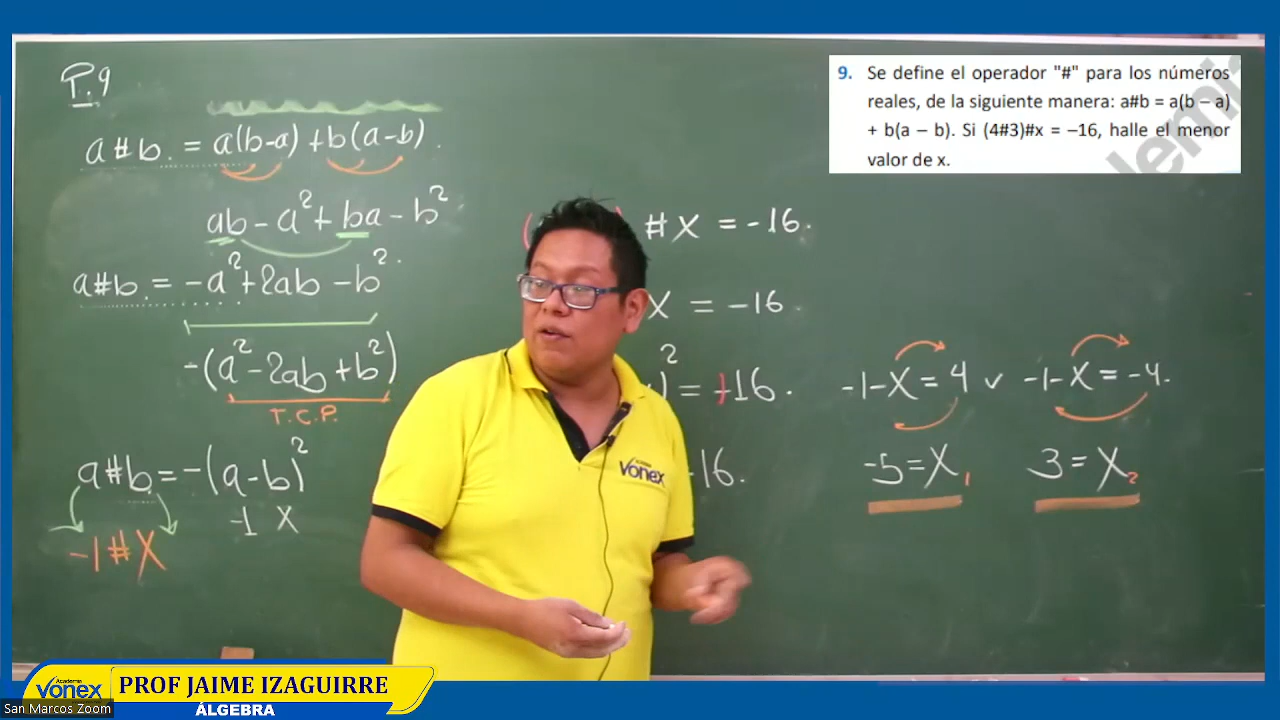 P.9
a # b = a(b-a) + b(a-b).
ab - a² + ba - b²
a#b = -a² + 2ab - b².
-(a² - 2ab + b²)
T.C.P.
a#b = -(a-b)²
-1 X
-1 # X
# X = -16.
X = -16
)² = +16.
-16.
-1-X = 4 v -1-X = -4.
-5 = X₁ 3 = X₂
9. Se define el operador "#" para los números
reales, de la siguiente manera: a#b = a(b – a)
+ b(a – b). Si (4#3)#x = –16, halle el menor
valor de x.
Vonex
Academia
Vonex
PROF JAIME IZAGUIRRE
ÁLGEBRA
San Marcos Zoom